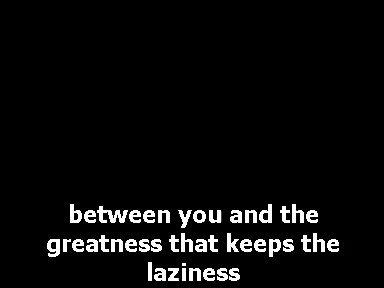 between you and the
greatness that keeps the
laziness